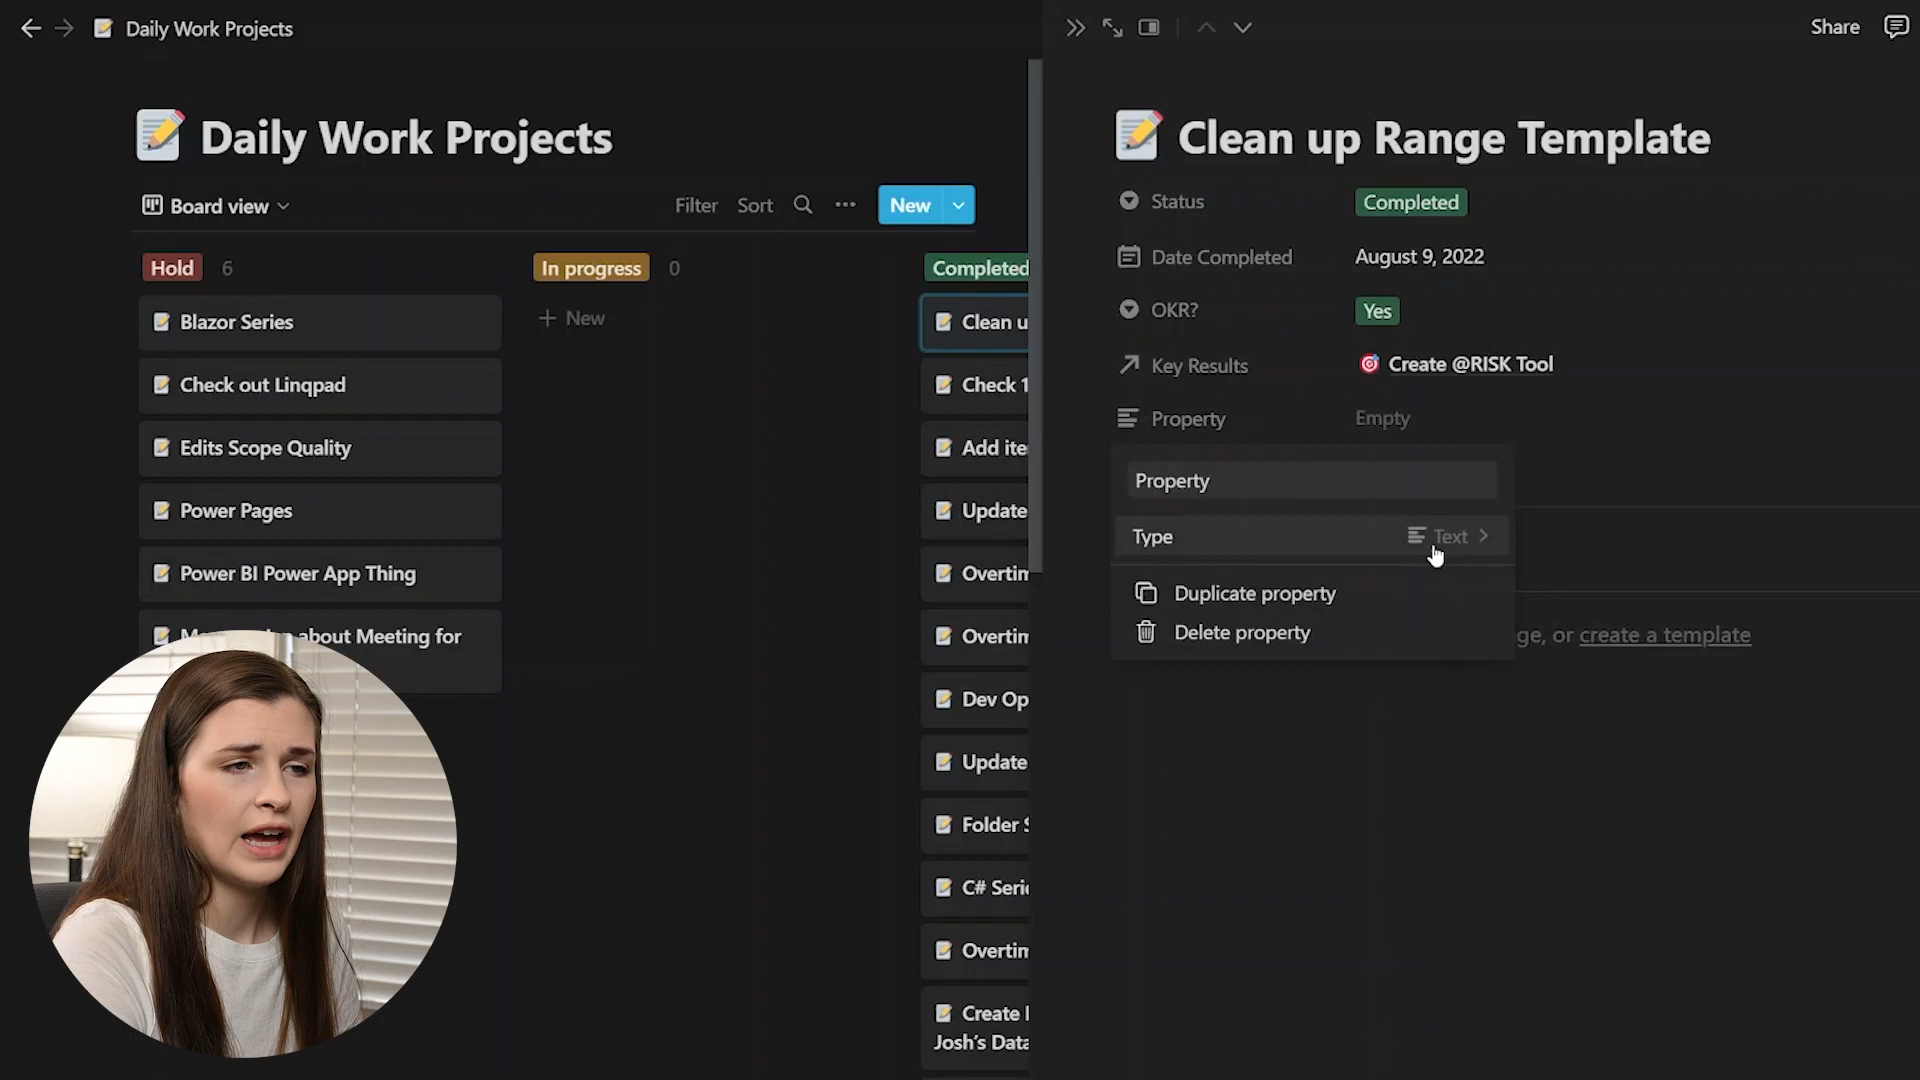 Daily Work Projects
Share
Daily Work Projects
Board view
Filter
Sort
New
Hold 6
Blazor Series
Check out Linqpad
Edits Scope Quality
Power Pages
Power BI Power App Thing
about Meeting for
In progress 0
+ New
Completed
Clean u
Check 1
Add ite
Update
Overtim
Overtim
Dev Op
Update
Folder S
C# Serie
Overtim
Create
Josh's Data
Clean up Range Template
Status Completed
Date Completed August 9, 2022
OKR? Yes
Key Results Create @RISK Tool
Property Empty
Property
Type Text
Duplicate property
Delete property
ge, or create a template